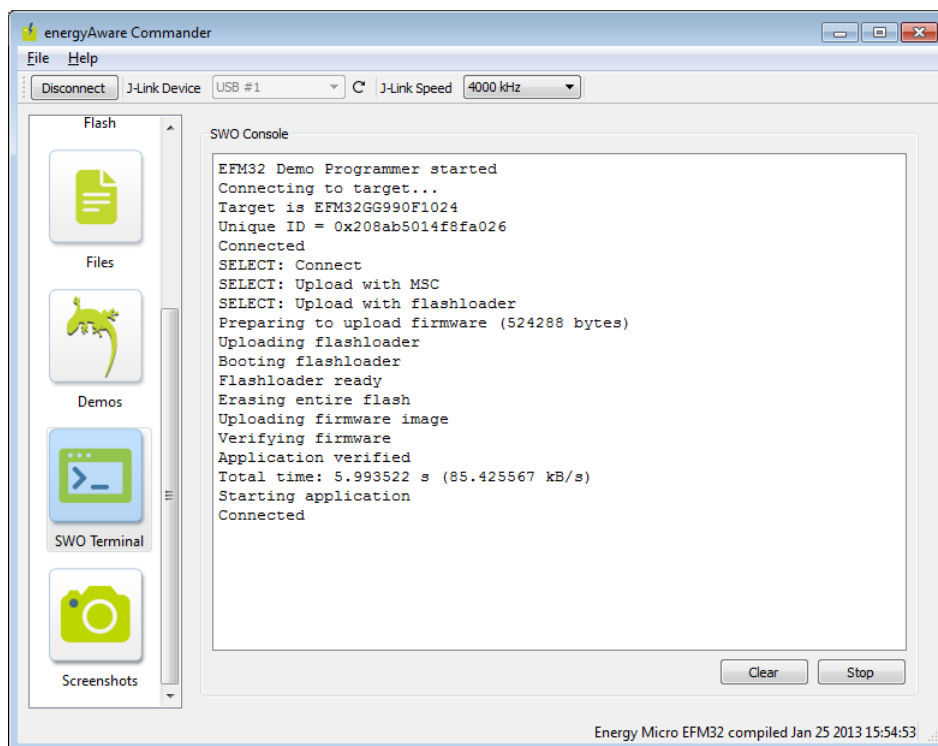 energyAware Commander
File Help
Disconnect J-Link Device USB #1 J-Link Speed 4000 kHz
Flash
Files
Demos
SWO Terminal
Screenshots
SWO Console
EFM32 Demo Programmer started
Connecting to target...
Target is EFM32GG990F1024
Unique ID = 0x208ab5014f8fa026
Connected
SELECT: Connect
SELECT: Upload with MSC
SELECT: Upload with flashloader
Preparing to upload firmware (524288 bytes)
Uploading flashloader
Booting flashloader
Flashloader ready
Erasing entire flash
Uploading firmware image
Verifying firmware
Application verified
Total time: 5.993522 s (85.425567 kB/s)
Starting application
Connected
Clear Stop
Energy Micro EFM32 compiled Jan 25 2013 15:54:53